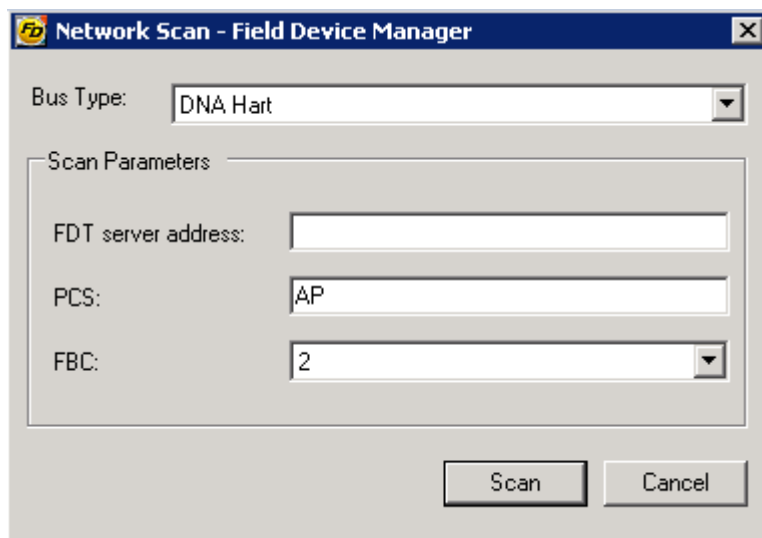 FD Network Scan - Field Device Manager
Bus Type: DNA Hart
Scan Parameters
FDT server address:
PCS: AP
FBC: 2
Scan Cancel